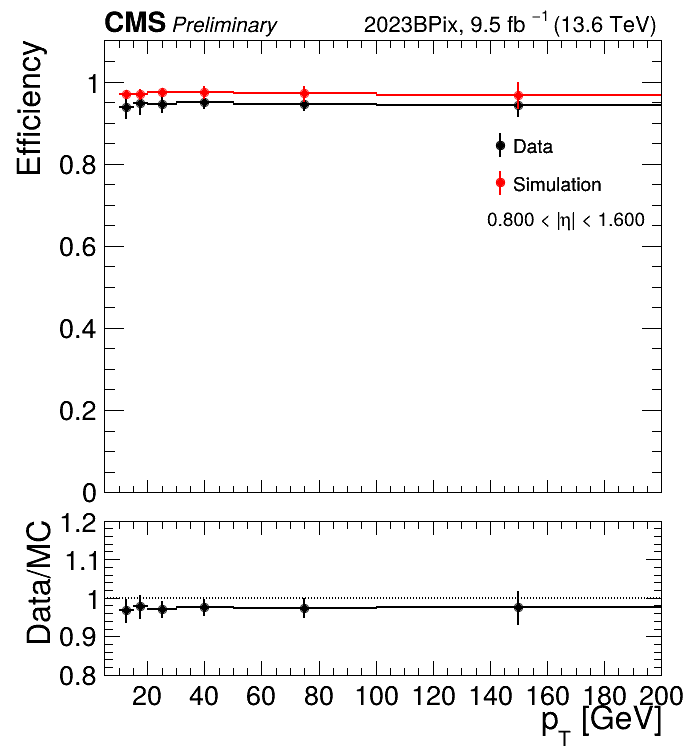 CMS Preliminary 2023BPix, 9.5 fb⁻¹ (13.6 TeV)
Efficiency
1
0.8
0.6
0.4
0.2
0
Data
Simulation
0.800 < |η| < 1.600
Data/MC
1.2
1.1
1
0.9
0.8
20 40 60 80 100 120 140 160 180 200
p_T [GeV]